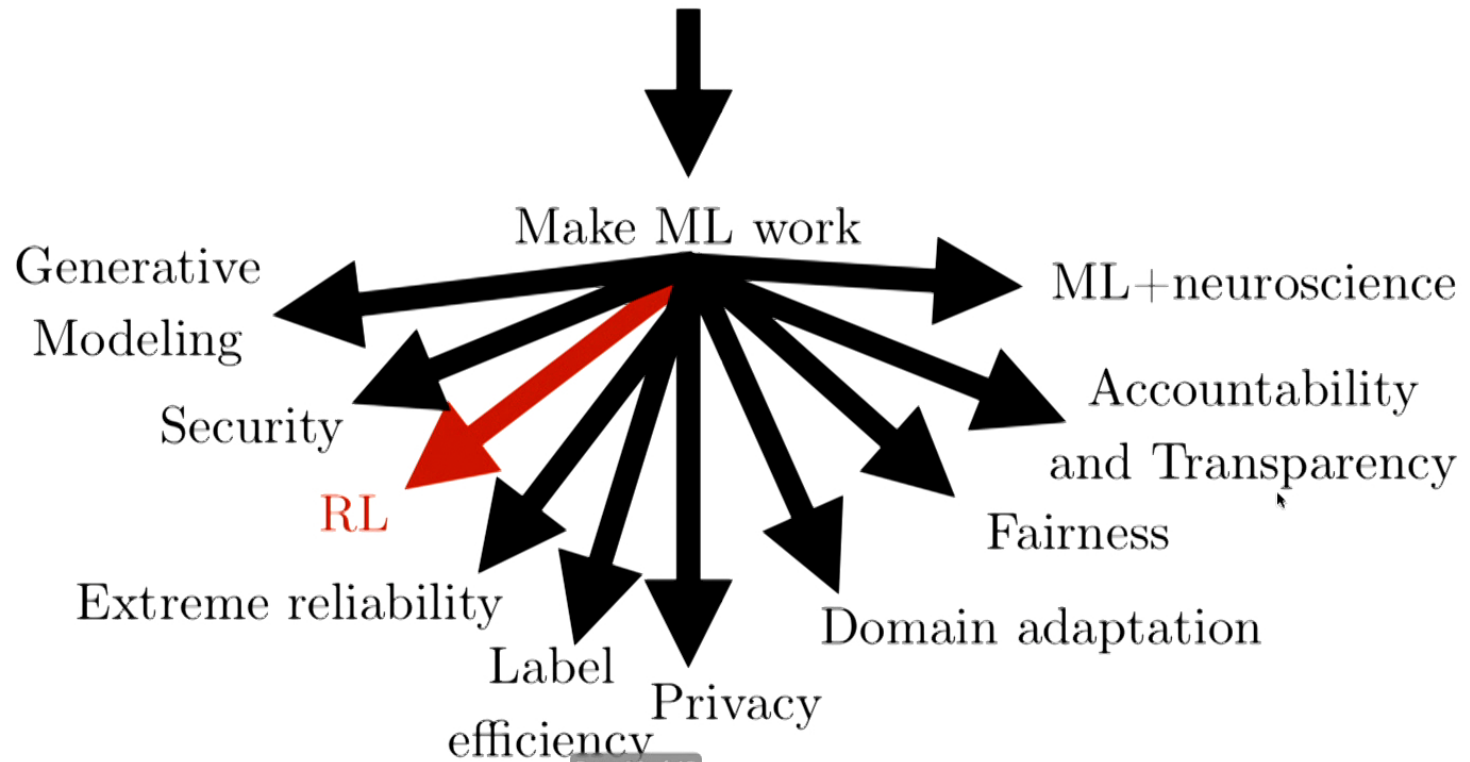 Make ML work
Generative
Modeling
ML+neuroscience
Security
Accountability
and Transparency
RL
Fairness
Extreme reliability
Domain adaptation
Label
efficiency
Privacy